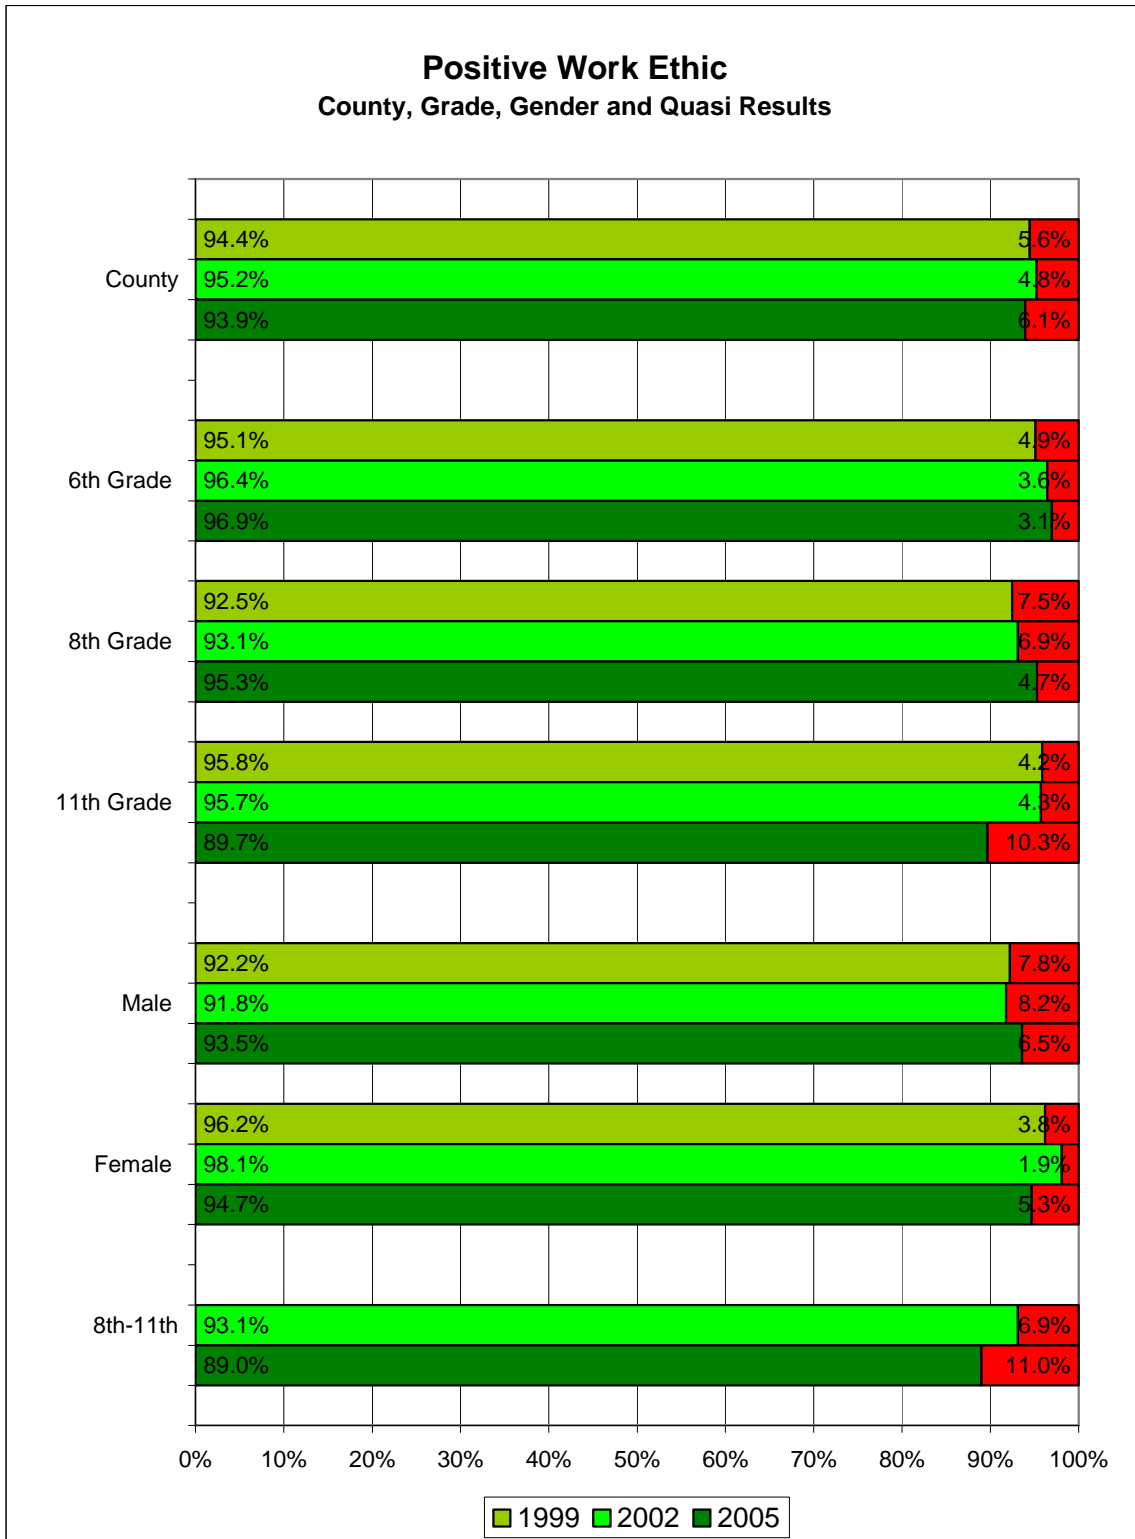 Positive Work Ethic
County, Grade, Gender and Quasi Results
County
94.4% 5.6%
95.2% 4.8%
93.9% 6.1%
6th Grade
95.1% 4.9%
96.4% 3.6%
96.9% 3.1%
8th Grade
92.5% 7.5%
93.1% 6.9%
95.3% 4.7%
11th Grade
95.8% 4.2%
95.7% 4.3%
89.7% 10.3%
Male
92.2% 7.8%
91.8% 8.2%
93.5% 6.5%
Female
96.2% 3.8%
98.1% 1.9%
94.7% 5.3%
8th-11th
93.1% 6.9%
89.0% 11.0%
0% 10% 20% 30% 40% 50% 60% 70% 80% 90% 100%
1999 2002 2005